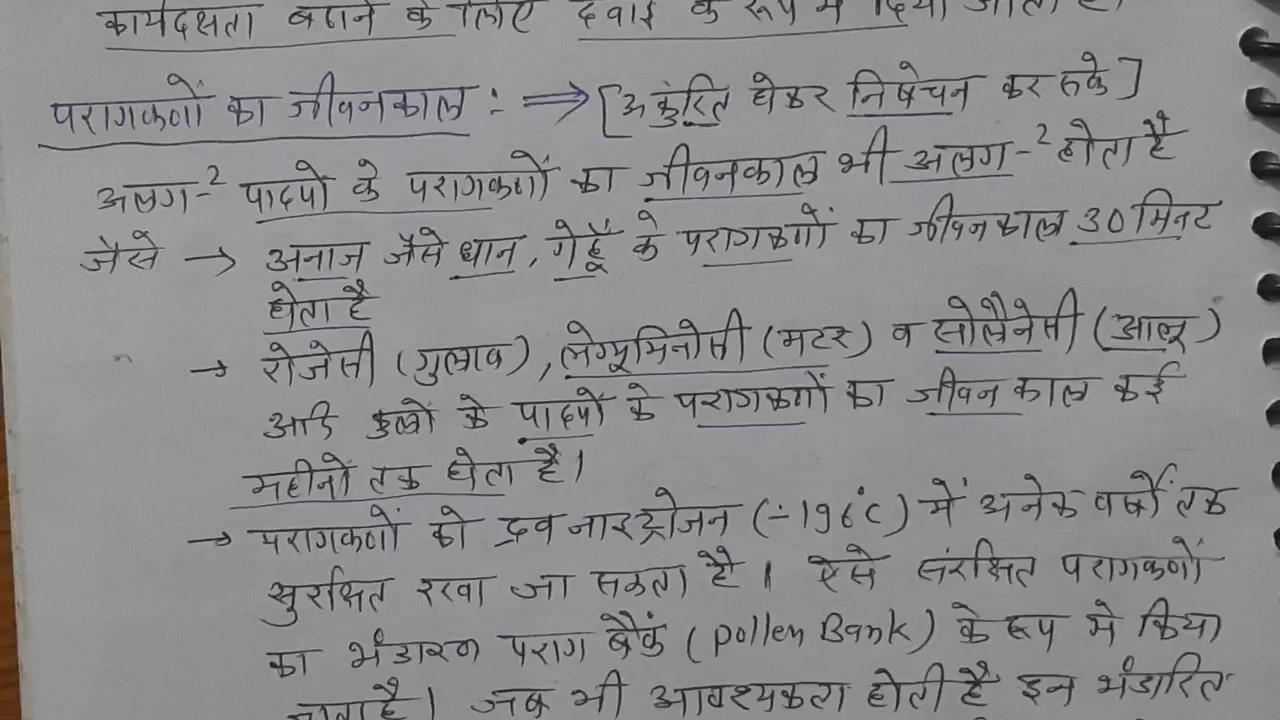 कार्यदक्षता बढाने के लिए दवाई के रूप में दिया जाता है।
परागकणों का जीवनकाल :- ⇒ [अकुंरित होकर निषेचन कर सके]
अलग-2 पादपो के परागकणों का जीवनकाल भी अलग-2 होता है
जैसे → अनाज जैसे धान, गेहूँ के परागकणों का जीवनकाल 30 मिनट
होता है
→ रोजेसी (गुलाब), लेग्यूमिनोसी (मटर) व सोलैनेसी (आलू)
आदि कुलों के पादपों के परागकणों का जीवन काल कई
महीनों तक होता है।
→ परागकणों को द्रव नाइट्रोजन (-196°c) में अनेक वर्षों तक
सुरक्षित रखा जा सकता है। ऐसे संरक्षित परागकणों
का भंडारण पराग बैकं (pollen Bank) के रूप मे किया
जाता है। जब भी आवश्यकता होती है इन भंडारित